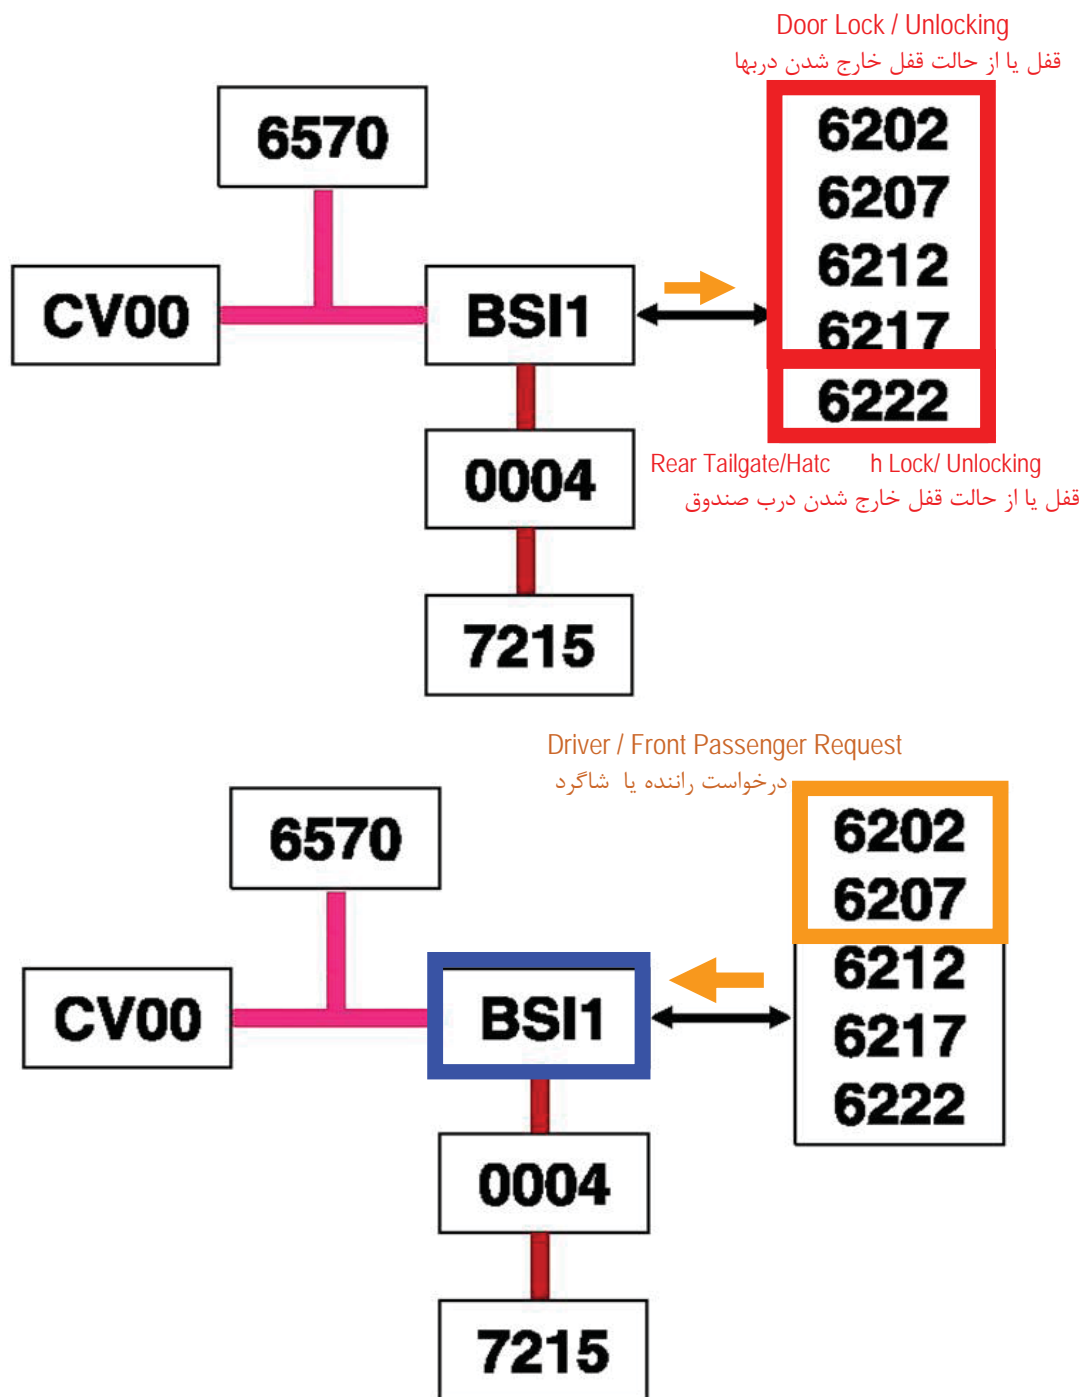 Door Lock / Unlocking
قفل یا از حالت قفل خارج شدن دربها
6570
6202
6207
6212
6217
6222
CV00
BSI1
0004
7215
Rear Tailgate/Hatc h Lock/ Unlocking
قفل یا از حالت قفل خارج شدن درب صندوق
Driver / Front Passenger Request
درخواست راننده یا شاگرد
6570
6202
6207
6212
6217
6222
CV00
BSI1
0004
7215